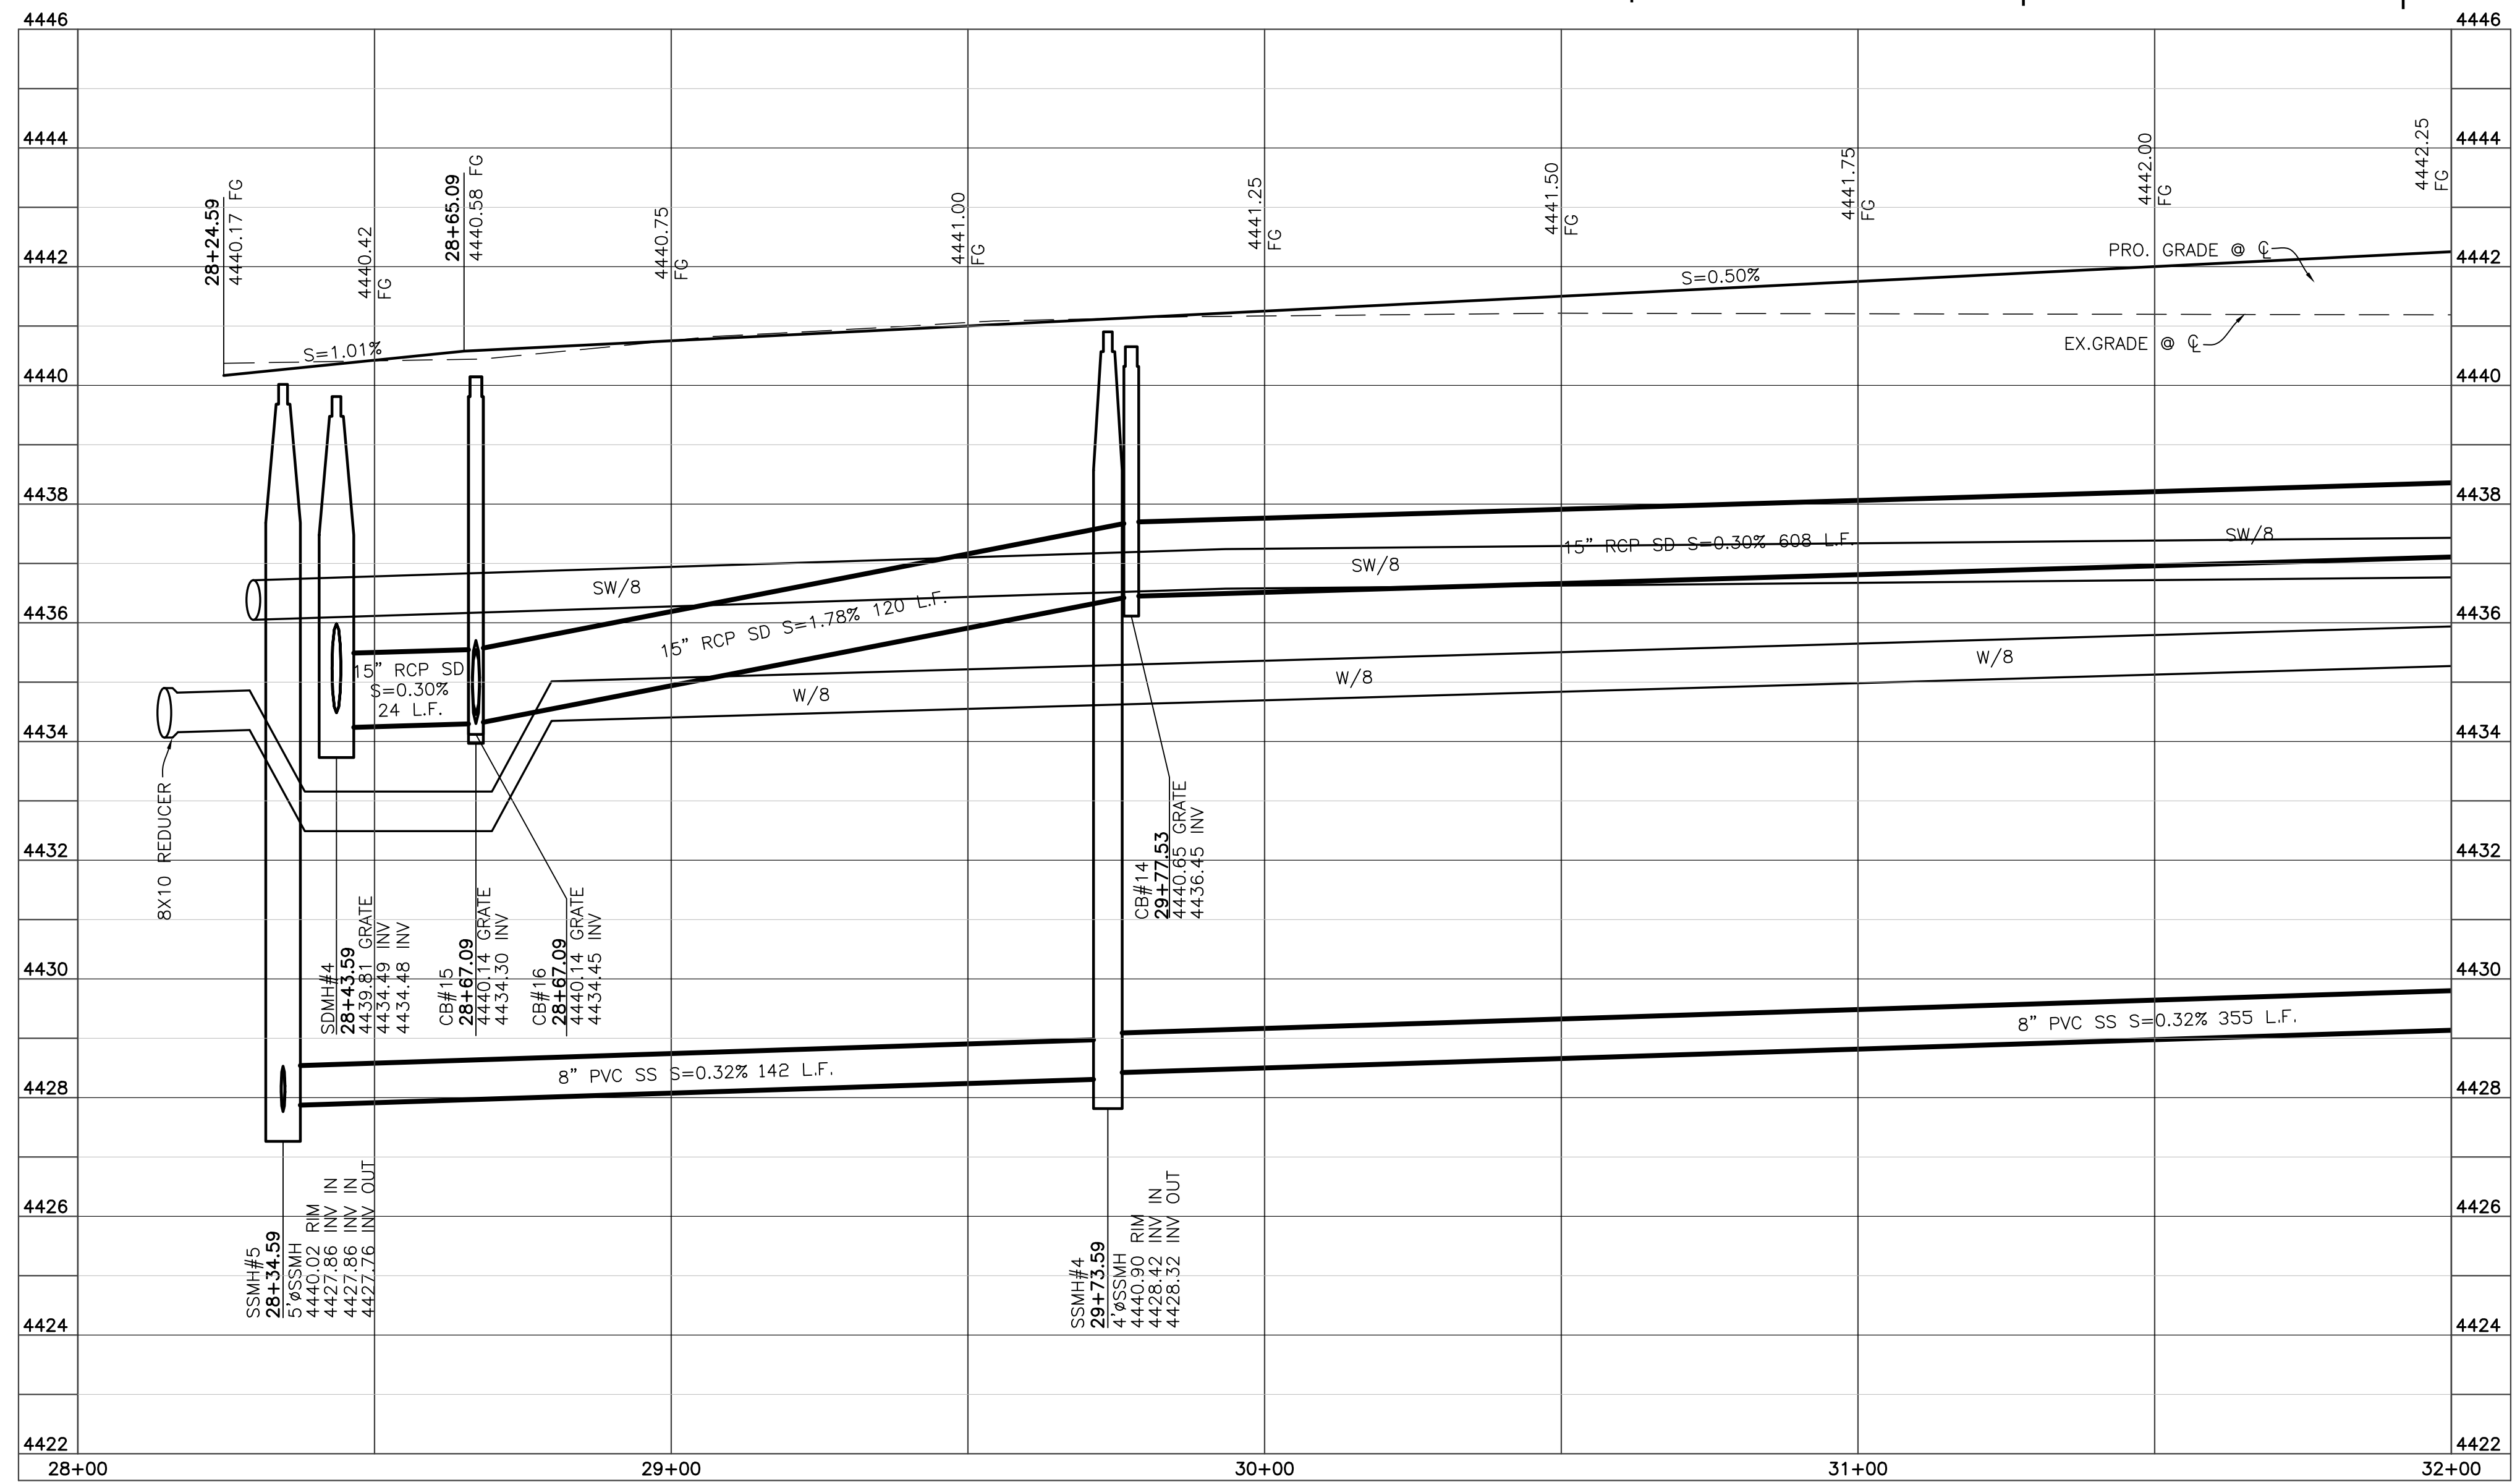 4446
4446
4444
4444
4442
4442
4440
4440
4438
4438
4436
4436
4434
4434
4432
4432
4430
4430
4428
4428
4426
4426
4424
4424
4422
4422
28+00
29+00
30+00
31+00
32+00
28+24.59
4440.17 FG
4440.42
FG
28+65.09
4440.58 FG
4440.75
FG
4441.00
FG
4441.25
FG
4441.50
FG
4441.75
FG
4442.00
FG
4442.25
FG
S=1.01%
S=0.50%
PRO. GRADE @ ℄
EX.GRADE @ ℄
SW/8
SW/8
SW/8
15" RCP SD S=0.30% 608 L.F.
15" RCP SD S=1.78% 120 L.F.
15" RCP SD
S=0.30%
24 L.F.
W/8
W/8
W/8
8X10 REDUCER
SDMH#4
28+43.59
4439.81 GRATE
4434.49 INV
4434.48 INV
CB#15
28+67.09
4440.14 GRATE
4434.30 INV
CB#16
28+67.09
4440.14 GRATE
4434.45 INV
CB#14
29+77.53
4440.65 GRATE
4436.45 INV
8" PVC SS S=0.32% 142 L.F.
8" PVC SS S=0.32% 355 L.F.
SSMH#5
28+34.59
5'øSSMH
4440.02 RIM
4427.86 INV IN
4427.86 INV IN
4427.76 INV OUT
SSMH#4
29+73.59
4'øSSMH
4440.90 RIM
4428.42 INV IN
4428.32 INV OUT